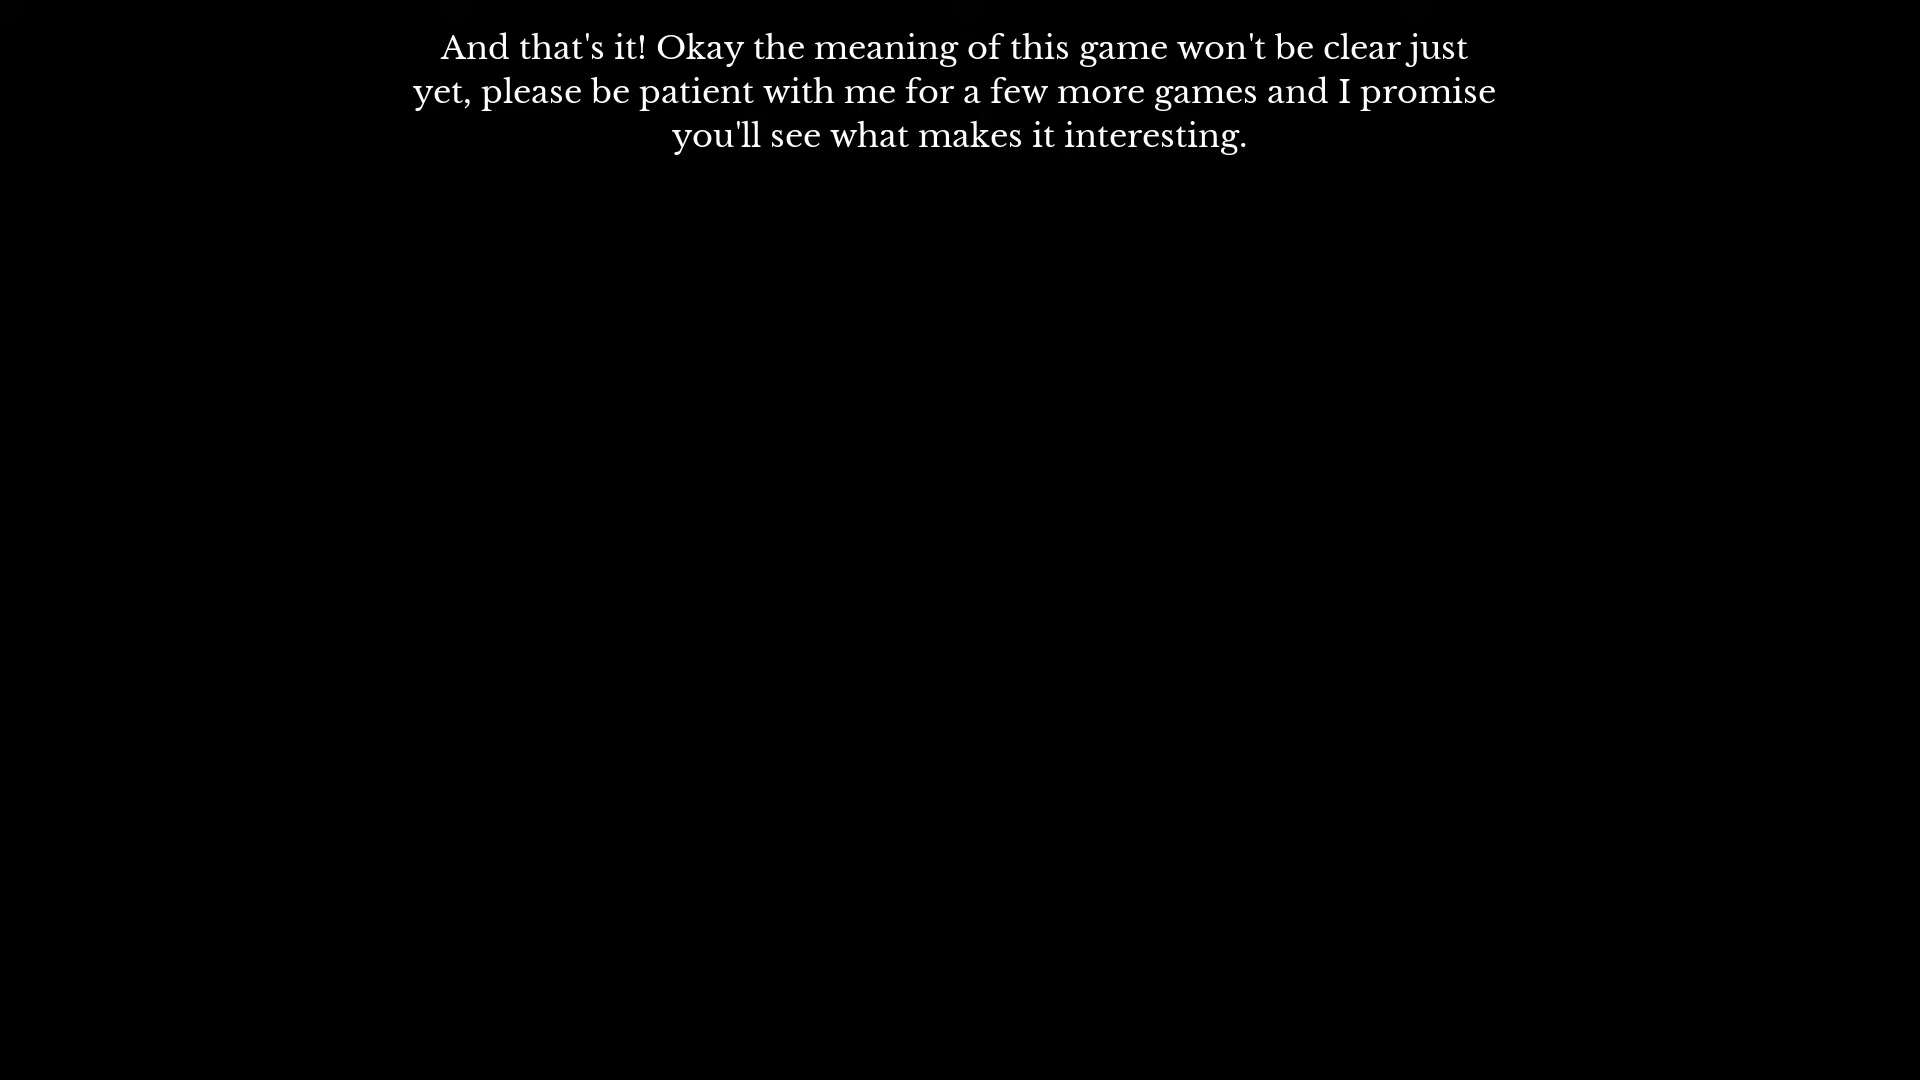 And that's it! Okay the meaning of this game won't be clear just
yet, please be patient with me for a few more games and I promise
you'll see what makes it interesting.